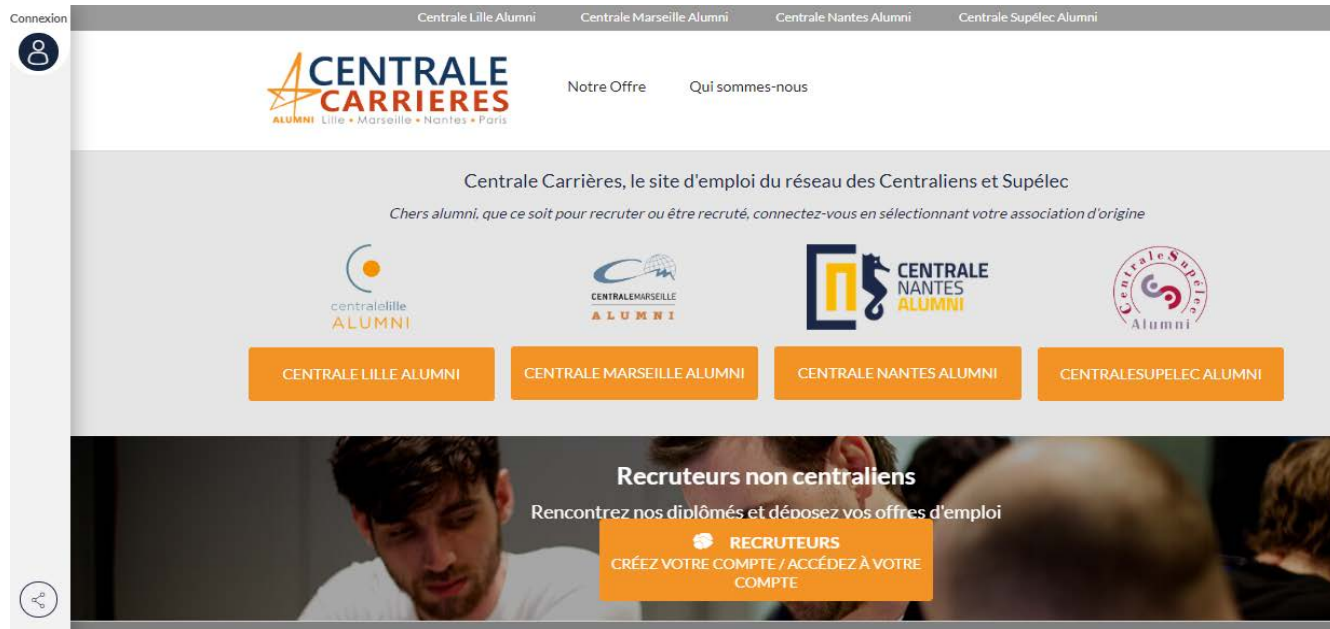 Connexion
Centrale Lille Alumni Centrale Marseille Alumni Centrale Nantes Alumni Centrale Supélec Alumni
CENTRALE
CARRIERES
ALUMNI Lille • Marseille • Nantes • Paris
Notre Offre Qui sommes-nous
Centrale Carrières, le site d'emploi du réseau des Centraliens et Supélec
Chers alumni, que ce soit pour recruter ou être recruté, connectez-vous en sélectionnant votre association d'origine
centralelille
ALUMNI
CENTRALEMARSEILLE
ALUMNI
CENTRALE
NANTES
ALUMNI
CentraleSupélec
Alumni
CENTRALE LILLE ALUMNI
CENTRALE MARSEILLE ALUMNI
CENTRALE NANTES ALUMNI
CENTRALESUPELEC ALUMNI
Recruteurs non centraliens
Rencontrez nos diplômés et déposez vos offres d'emploi
RECRUTEURS
CRÉEZ VOTRE COMPTE / ACCÉDEZ À VOTRE
COMPTE